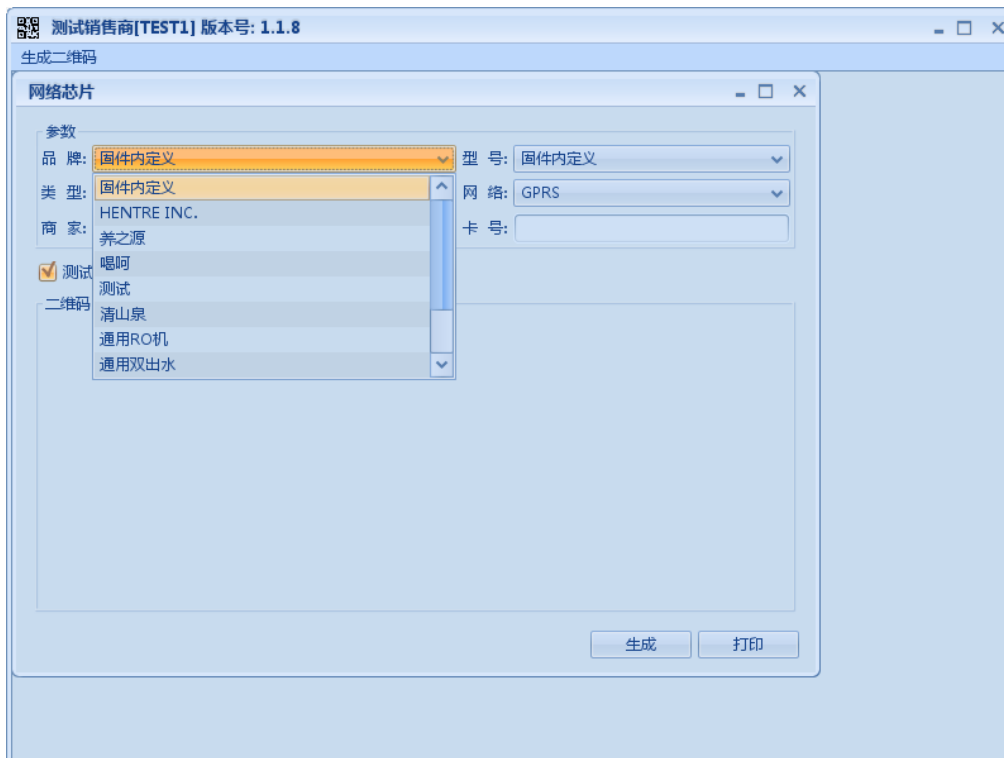 测试销售商[TEST1] 版本号: 1.1.8
生成二维码
网络芯片
参数
品 牌: 固件内定义 型 号: 固件内定义
类 型: 网 络: GPRS
商 家: 卡 号:
固件内定义
HENTRE INC.
养之源
喝呵
测试
清山泉
通用RO机
通用双出水
测试
二维码
生成 打印